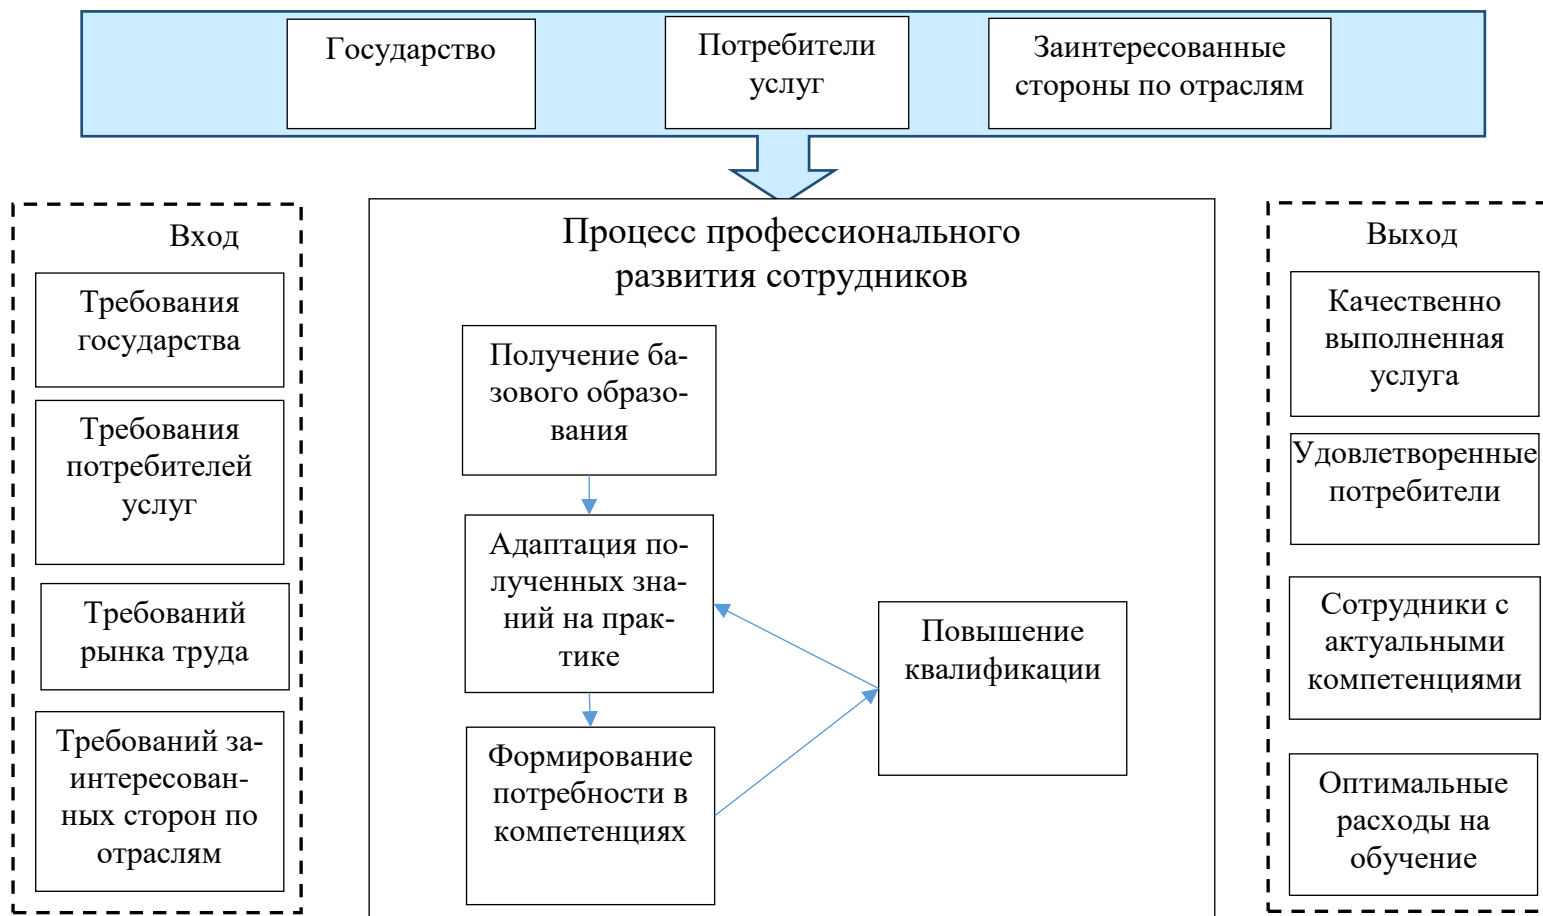 Государство
Потребители
услуг
Заинтересованные
стороны по отраслям
Вход
Требования
государства
Требования
потребителей
услуг
Требований
рынка труда
Требований за-
интересован-
ных сторон по
отраслям
Процесс профессионального
развития сотрудников
Получение ба-
зового образо-
вания
Адаптация по-
лученных зна-
ний на прак-
тике
Формирование
потребности в
компетенциях
Повышение
квалификации
Выход
Качественно
выполненная
услуга
Удовлетворенные
потребители
Сотрудники с
актуальными
компетенциями
Оптимальные
расходы на
обучение